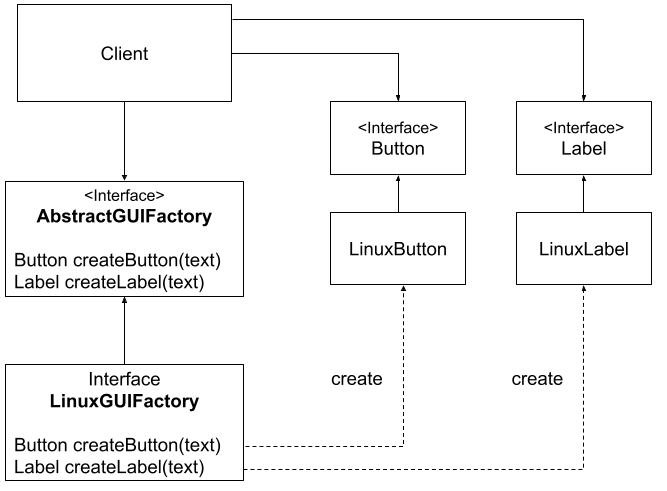 Client
<Interface>
Button
<Interface>
Label
<Interface>
AbstractGUIFactory
Button createButton(text)
Label createLabel(text)
LinuxButton
LinuxLabel
Interface
LinuxGUIFactory
Button createButton(text)
Label createLabel(text)
create
create